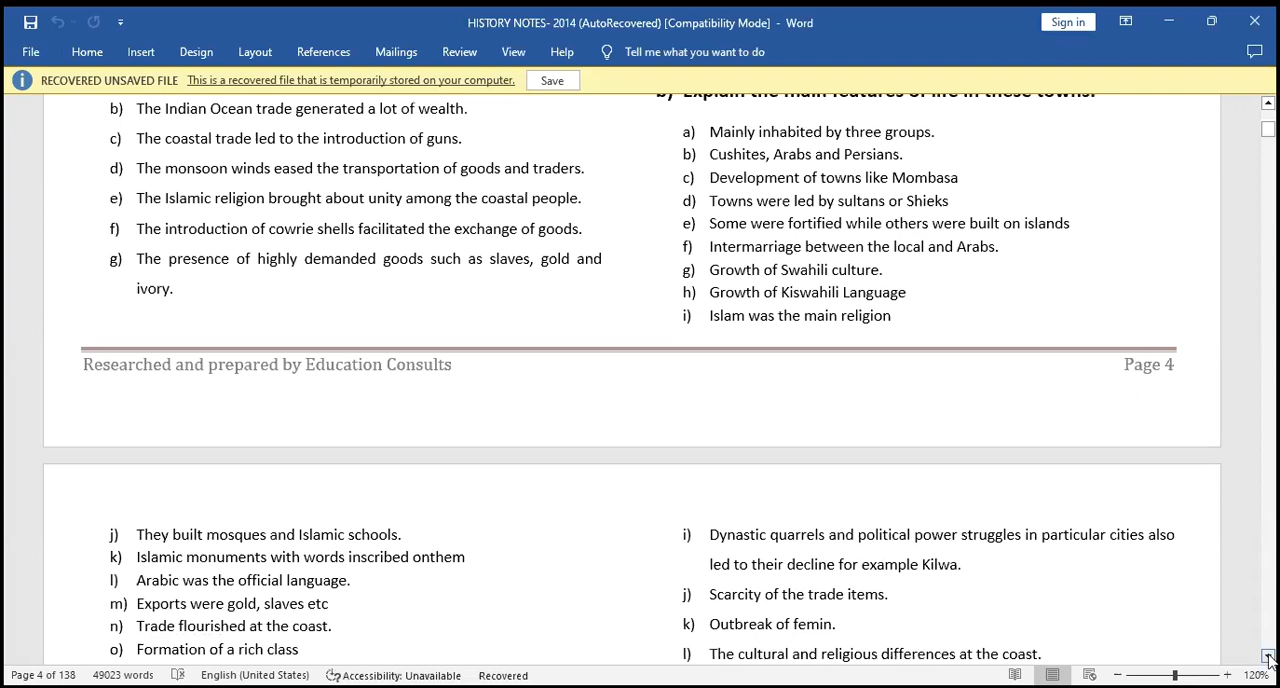 HISTORY NOTES- 2014 (AutoRecovered) [Compatibility Mode] - Word
Sign in
File Home Insert Design Layout References Mailings Review View Help Tell me what you want to do
RECOVERED UNSAVED FILE This is a recovered file that is temporarily stored on your computer. Save
b) The Indian Ocean trade generated a lot of wealth.
c) The coastal trade led to the introduction of guns.
d) The monsoon winds eased the transportation of goods and traders.
e) The Islamic religion brought about unity among the coastal people.
f) The introduction of cowrie shells facilitated the exchange of goods.
g) The presence of highly demanded goods such as slaves, gold and
ivory.
b) Explain the main features of life in these towns.
a) Mainly inhabited by three groups.
b) Cushites, Arabs and Persians.
c) Development of towns like Mombasa
d) Towns were led by sultans or Shieks
e) Some were fortified while others were built on islands
f) Intermarriage between the local and Arabs.
g) Growth of Swahili culture.
h) Growth of Kiswahili Language
i) Islam was the main religion
Researched and prepared by Education Consults Page 4
j) They built mosques and Islamic schools.
k) Islamic monuments with words inscribed onthem
l) Arabic was the official language.
m) Exports were gold, slaves etc
n) Trade flourished at the coast.
o) Formation of a rich class
i) Dynastic quarrels and political power struggles in particular cities also
led to their decline for example Kilwa.
j) Scarcity of the trade items.
k) Outbreak of femin.
l) The cultural and religious differences at the coast.
Page 4 of 138 49023 words English (United States) Accessibility: Unavailable Recovered 120%